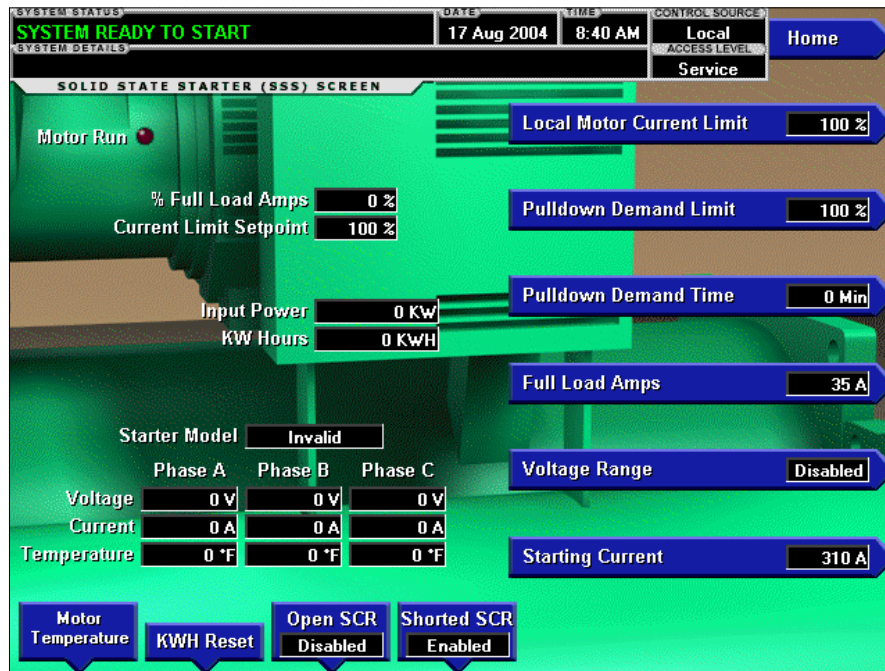 SYSTEM STATUS
SYSTEM READY TO START
DATE
17 Aug 2004
TIME
8:40 AM
CONTROL SOURCE
Local
ACCESS LEVEL
Service
Home
SYSTEM DETAILS
SOLID STATE STARTER (SSS) SCREEN
Motor Run
% Full Load Amps 0 %
Current Limit Setpoint 100 %
Input Power 0 KW
KW Hours 0 KWH
Starter Model Invalid
Phase A Phase B Phase C
Voltage 0 V 0 V 0 V
Current 0 A 0 A 0 A
Temperature 0 °F 0 °F 0 °F
Local Motor Current Limit 100 %
Pulldown Demand Limit 100 %
Pulldown Demand Time 0 Min
Full Load Amps 35 A
Voltage Range Disabled
Starting Current 310 A
Motor
Temperature
KWH Reset
Open SCR
Disabled
Shorted SCR
Enabled